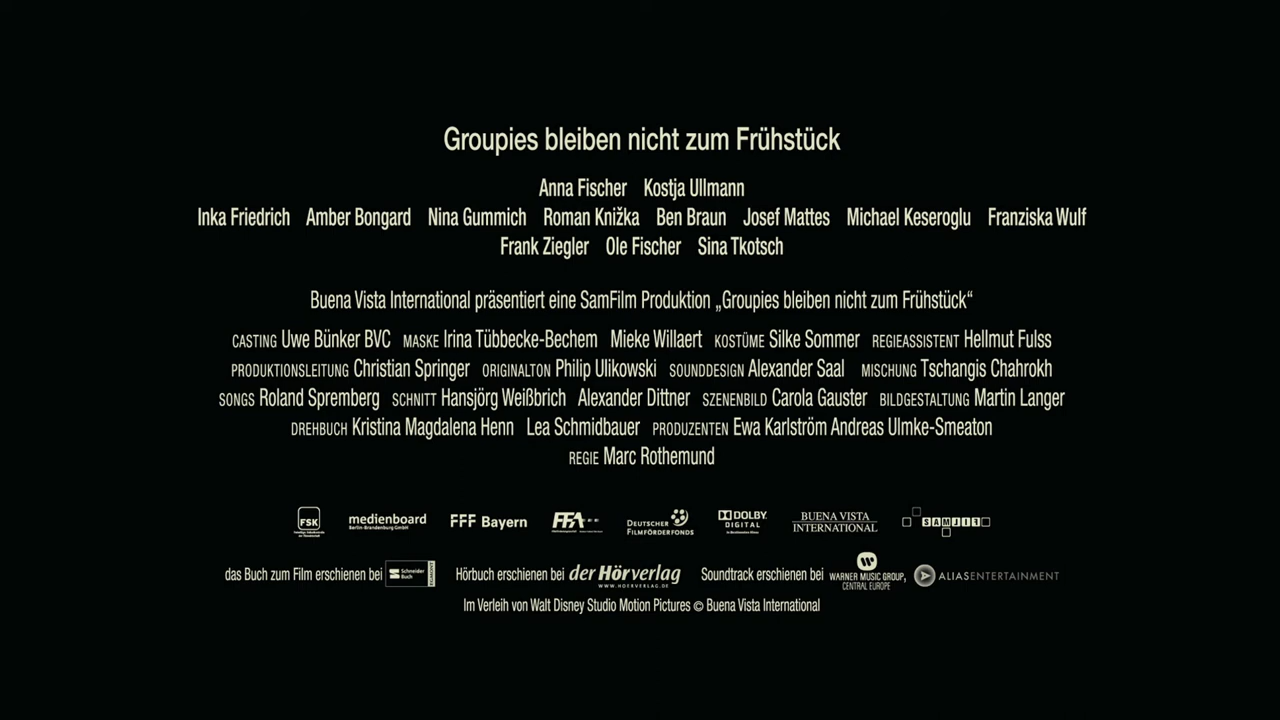 Groupies bleiben nicht zum Frühstück
Anna Fischer Kostja Ullmann
Inka Friedrich Amber Bongard Nina Gummich Roman Knižka Ben Braun Josef Mattes Michael Keseroglu Franziska Wulf
Frank Ziegler Ole Fischer Sina Tkotsch
Buena Vista International präsentiert eine SamFilm Produktion „Groupies bleiben nicht zum Frühstück“
CASTING Uwe Bünker BVC MASKE Irina Tübbecke-Bechem Mieke Willaert KOSTÜME Silke Sommer REGIEASSISTENT Hellmut Fulss
PRODUKTIONSLEITUNG Christian Springer ORIGINALTON Philip Ulikowski SOUNDDESIGN Alexander Saal MISCHUNG Tschangis Chahrokh
SONGS Roland Spremberg SCHNITT Hansjörg Weißbrich Alexander Dittner SZENENBILD Carola Gauster BILDGESTALTUNG Martin Langer
DREHBUCH Kristina Magdalena Henn Lea Schmidbauer PRODUZENTEN Ewa Karlström Andreas Ulmke-Smeaton
REGIE Marc Rothemund
FSK medienboard Berlin-Brandenburg GmbH FFF Bayern FFA DEUTSCHER FILMFÖRDERFONDS DOLBY DIGITAL BUENA VISTA INTERNATIONAL SAMFILM
das Buch zum Film erschienen bei Schneider Buch EGMONT Hörbuch erschienen bei der Hörverlag WWW.HOERVERLAG.DE Soundtrack erschienen bei WARNER MUSIC GROUP, CENTRAL EUROPE ALIASENTERTAINMENT
Im Verleih von Walt Disney Studio Motion Pictures © Buena Vista International